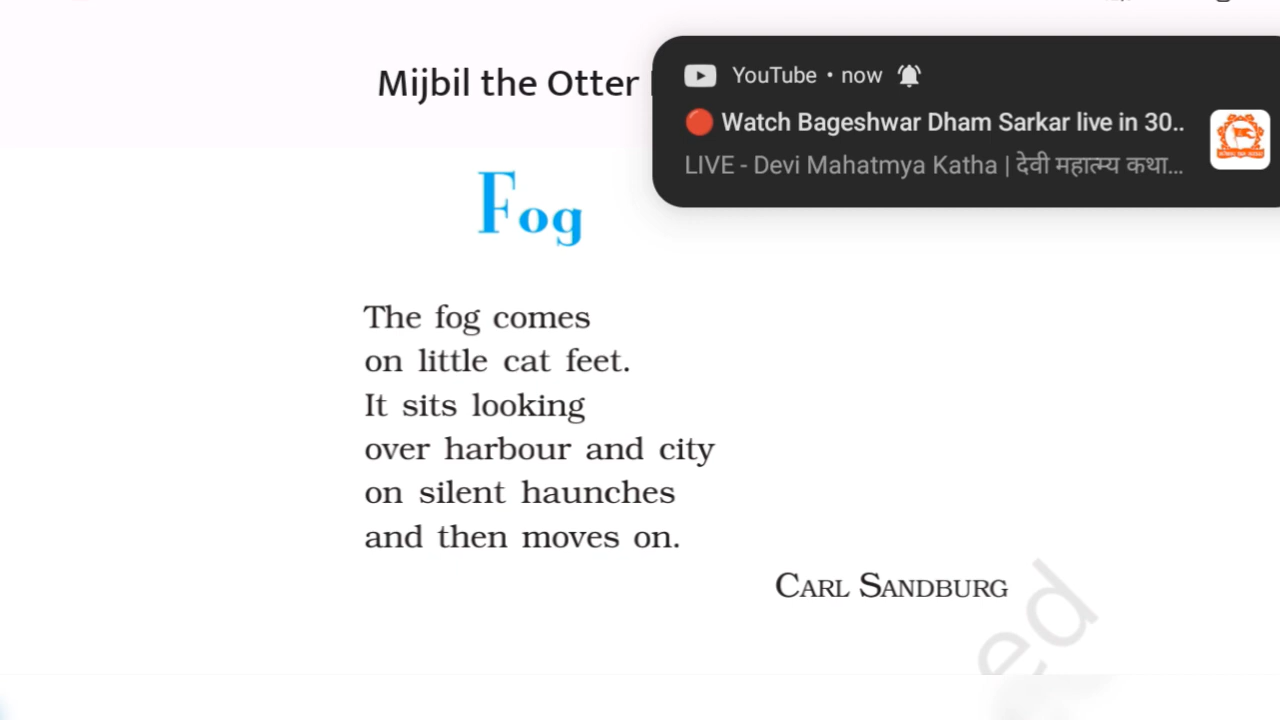 Mijbil the Otter
YouTube • now
🔴 Watch Bageshwar Dham Sarkar live in 30..
LIVE - Devi Mahatmya Katha | देवी महात्म्य कथा...
Fog
The fog comes
on little cat feet.
It sits looking
over harbour and city
on silent haunches
and then moves on.
CARL SANDBURG
ed